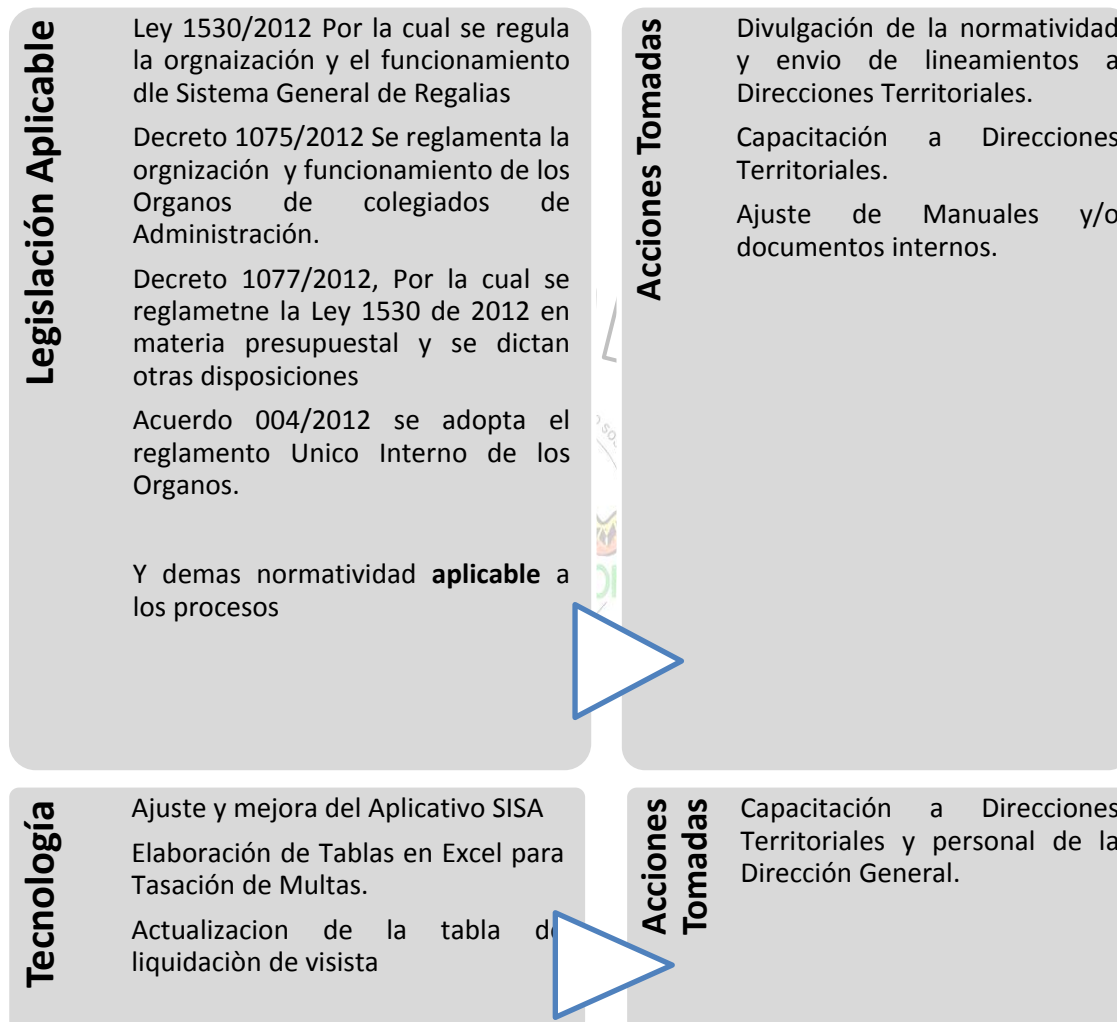 Legislación Aplicable
Ley 1530/2012 Por la cual se regula
la orgnaización y el funcionamiento
dle Sistema General de Regalias
Decreto 1075/2012 Se reglamenta la
orgnización y funcionamiento de los
Organos de colegiados de
Administración.
Decreto 1077/2012, Por la cual se
reglametne la Ley 1530 de 2012 en
materia presupuestal y se dictan
otras disposiciones
Acuerdo 004/2012 se adopta el
reglamento Unico Interno de los
Organos.
Y demas normatividad aplicable a
los procesos
Acciones Tomadas
Divulgación de la normatividad
y envio de lineamientos a
Direcciones Territoriales.
Capacitación a Direcciones
Territoriales.
Ajuste de Manuales y/o
documentos internos.
Tecnología
Ajuste y mejora del Aplicativo SISA
Elaboración de Tablas en Excel para
Tasación de Multas.
Actualizacion de la tabla de
liquidaciòn de visista
Acciones
Tomadas
Capacitación a Direcciones
Territoriales y personal de la
Dirección General.